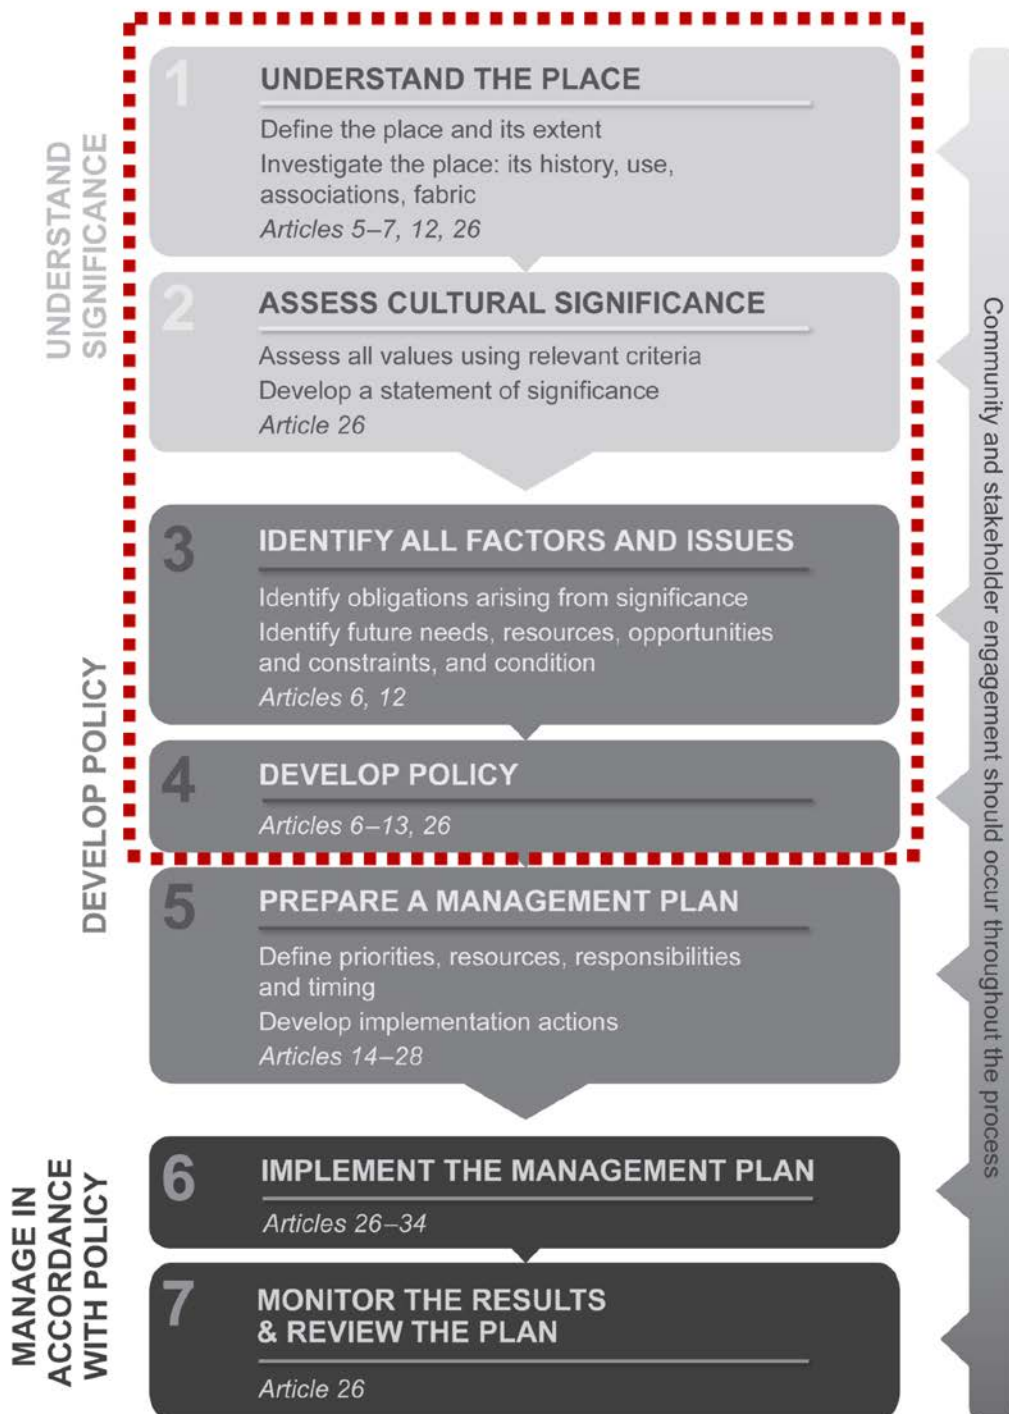 UNDERSTAND
SIGNIFICANCE
1
UNDERSTAND THE PLACE
Define the place and its extent
Investigate the place: its history, use,
associations, fabric
Articles 5–7, 12, 26
2
ASSESS CULTURAL SIGNIFICANCE
Assess all values using relevant criteria
Develop a statement of significance
Article 26
DEVELOP POLICY
3
IDENTIFY ALL FACTORS AND ISSUES
Identify obligations arising from significance
Identify future needs, resources, opportunities
and constraints, and condition
Articles 6, 12
4
DEVELOP POLICY
Articles 6–13, 26
5
PREPARE A MANAGEMENT PLAN
Define priorities, resources, responsibilities
and timing
Develop implementation actions
Articles 14–28
MANAGE IN
ACCORDANCE
WITH POLICY
6
IMPLEMENT THE MANAGEMENT PLAN
Articles 26–34
7
MONITOR THE RESULTS
& REVIEW THE PLAN
Article 26
Community and stakeholder engagement should occur throughout the process